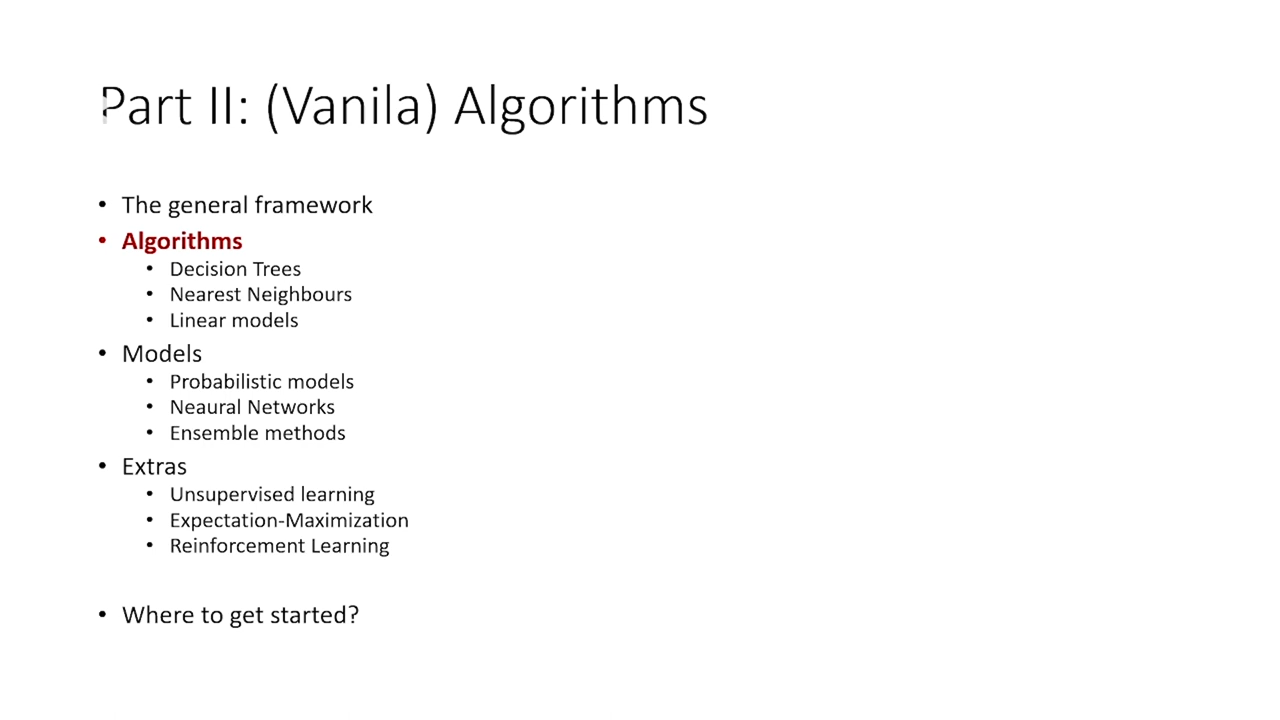 Part II: (Vanila) Algorithms
• The general framework
• Algorithms
• Decision Trees
• Nearest Neighbours
• Linear models
• Models
• Probabilistic models
• Neaural Networks
• Ensemble methods
• Extras
• Unsupervised learning
• Expectation-Maximization
• Reinforcement Learning
• Where to get started?